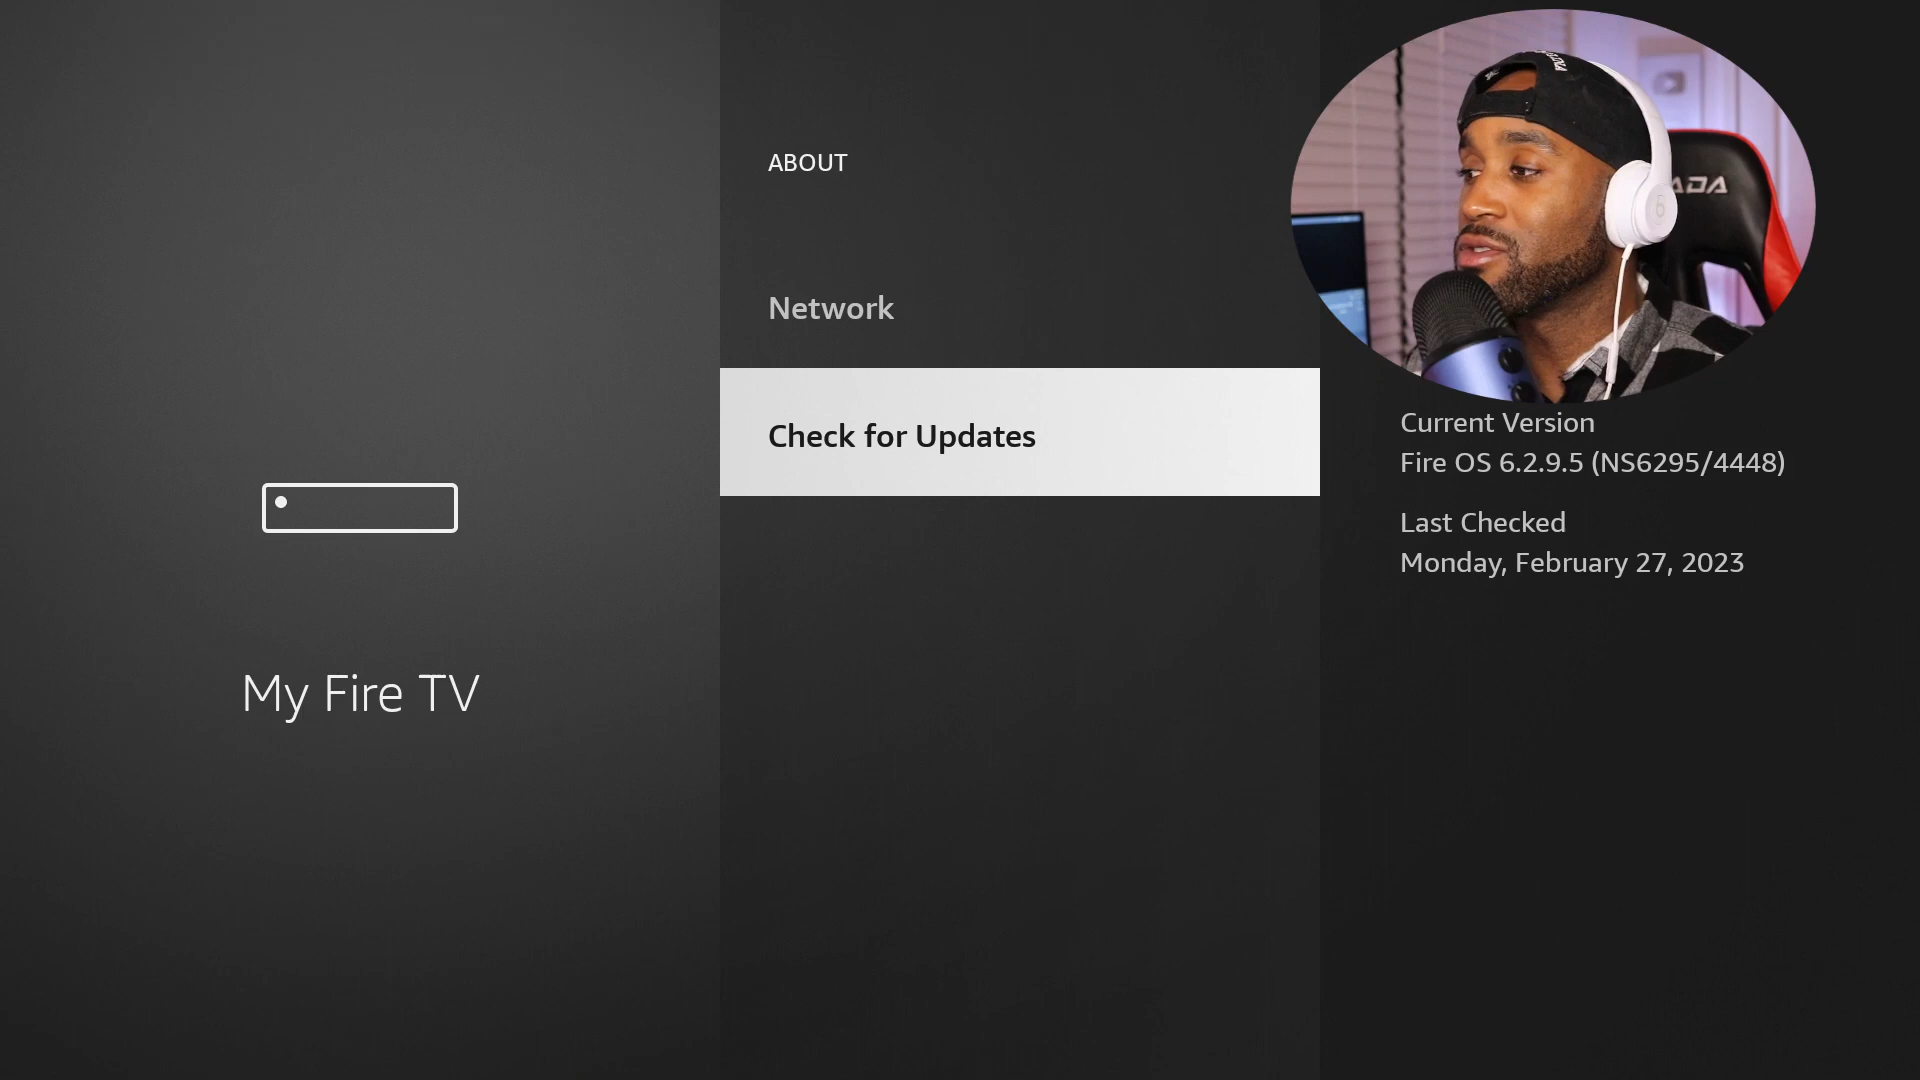 ABOUT
Network
Check for Updates
My Fire TV
ADA
Current Version
Fire OS 6.2.9.5 (NS6295/4448)
Last Checked
Monday, February 27, 2023